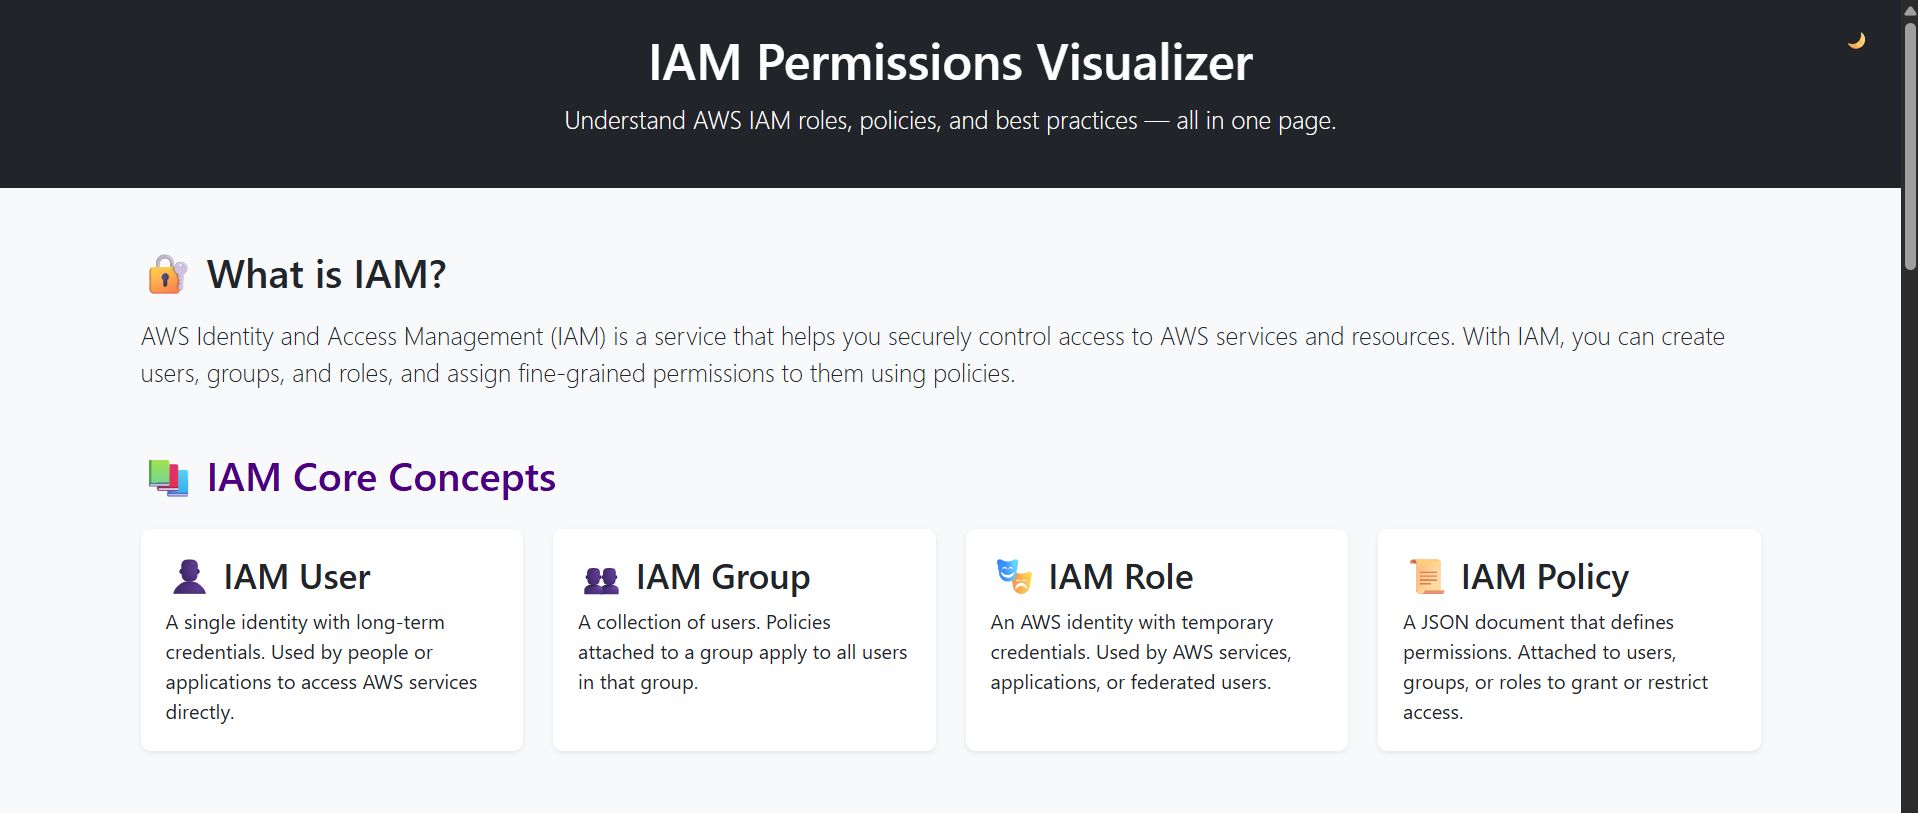 IAM Permissions Visualizer
Understand AWS IAM roles, policies, and best practices — all in one page.
What is IAM?
AWS Identity and Access Management (IAM) is a service that helps you securely control access to AWS services and resources. With IAM, you can create
users, groups, and roles, and assign fine-grained permissions to them using policies.
IAM Core Concepts
IAM User
A single identity with long-term
credentials. Used by people or
applications to access AWS services
directly.
IAM Group
A collection of users. Policies
attached to a group apply to all users
in that group.
IAM Role
An AWS identity with temporary
credentials. Used by AWS services,
applications, or federated users.
IAM Policy
A JSON document that defines
permissions. Attached to users,
groups, or roles to grant or restrict
access.